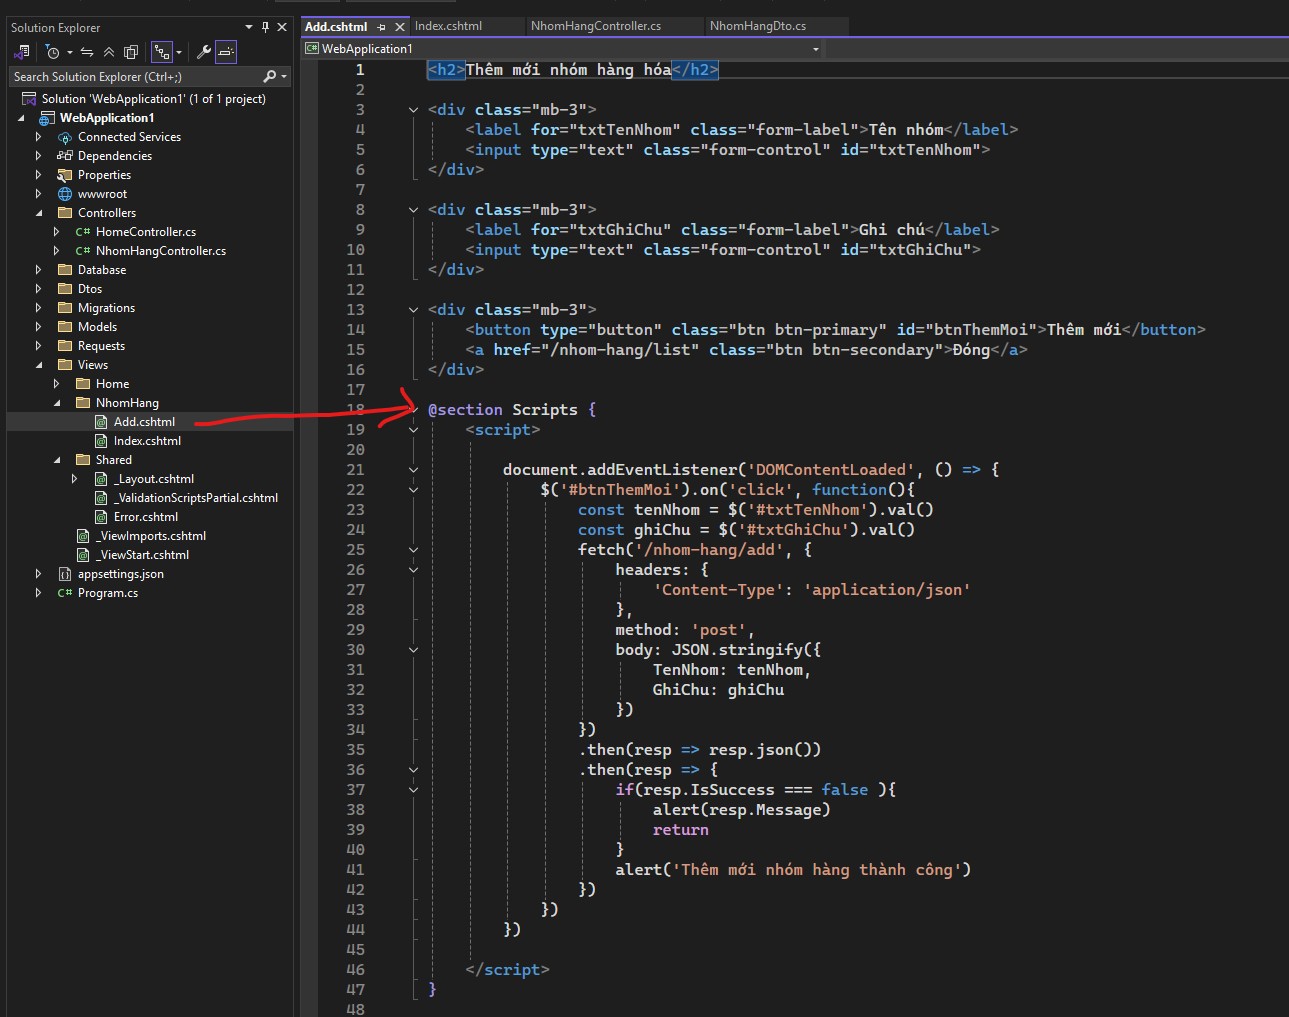 Solution Explorer
Search Solution Explorer (Ctrl+;)
Solution 'WebApplication1' (1 of 1 project)
WebApplication1
Connected Services
Dependencies
Properties
wwwroot
Controllers
C# HomeController.cs
C# NhomHangController.cs
Database
Dtos
Migrations
Models
Requests
Views
Home
NhomHang
Add.cshtml
Index.cshtml
Shared
_Layout.cshtml
_ValidationScriptsPartial.cshtml
Error.cshtml
_ViewImports.cshtml
_ViewStart.cshtml
appsettings.json
C# Program.cs
Add.cshtml Index.cshtml NhomHangController.cs NhomHangDto.cs
C# WebApplication1
1 <h2>Thêm mới nhóm hàng hóa</h2>
2
3 <div class="mb-3">
4 <label for="txtTenNhom" class="form-label">Tên nhóm</label>
5 <input type="text" class="form-control" id="txtTenNhom">
6 </div>
7
8 <div class="mb-3">
9 <label for="txtGhiChu" class="form-label">Ghi chú</label>
10 <input type="text" class="form-control" id="txtGhiChu">
11 </div>
12
13 <div class="mb-3">
14 <button type="button" class="btn btn-primary" id="btnThemMoi">Thêm mới</button>
15 <a href="/nhom-hang/list" class="btn btn-secondary">Đóng</a>
16 </div>
17
18 @section Scripts {
19 <script>
20
21 document.addEventListener('DOMContentLoaded', () => {
22 $('#btnThemMoi').on('click', function(){
23 const tenNhom = $('#txtTenNhom').val()
24 const ghiChu = $('#txtGhiChu').val()
25 fetch('/nhom-hang/add', {
26 headers: {
27 'Content-Type': 'application/json'
28 },
29 method: 'post',
30 body: JSON.stringify({
31 TenNhom: tenNhom,
32 GhiChu: ghiChu
33 })
34 })
35 .then(resp => resp.json())
36 .then(resp => {
37 if(resp.IsSuccess === false ){
38 alert(resp.Message)
39 return
40 }
41 alert('Thêm mới nhóm hàng thành công')
42 })
43 })
44 })
45
46 </script>
47 }
48